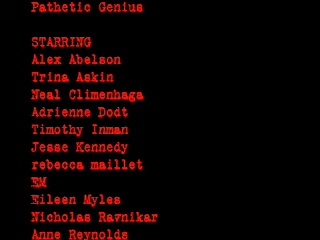 Pathetic Genius
STARRING
Alex Abelson
Trina Askin
Neal Climenhaga
Adrienne Dodt
Timothy Inman
Jesse Kennedy
rebecca maillet
EM
Eileen Myles
Nicholas Ravnikar
Anne Reynolds